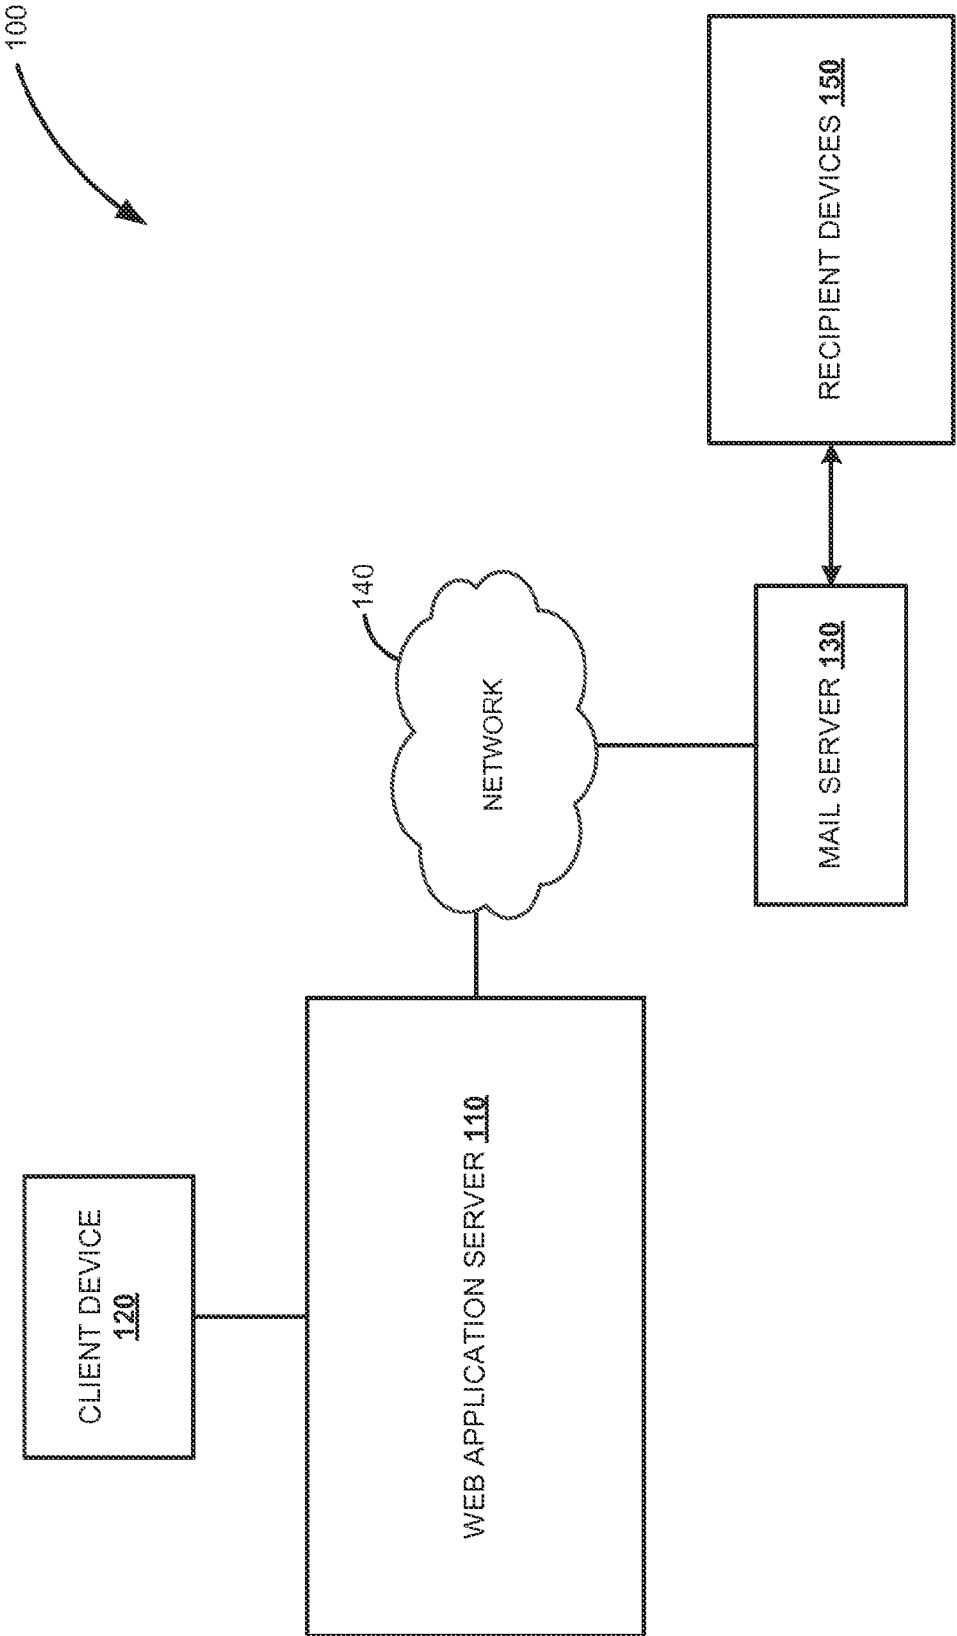 100
CLIENT DEVICE
120
WEB APPLICATION SERVER 110
NETWORK
140
MAIL SERVER 130
RECIPIENT DEVICES 150